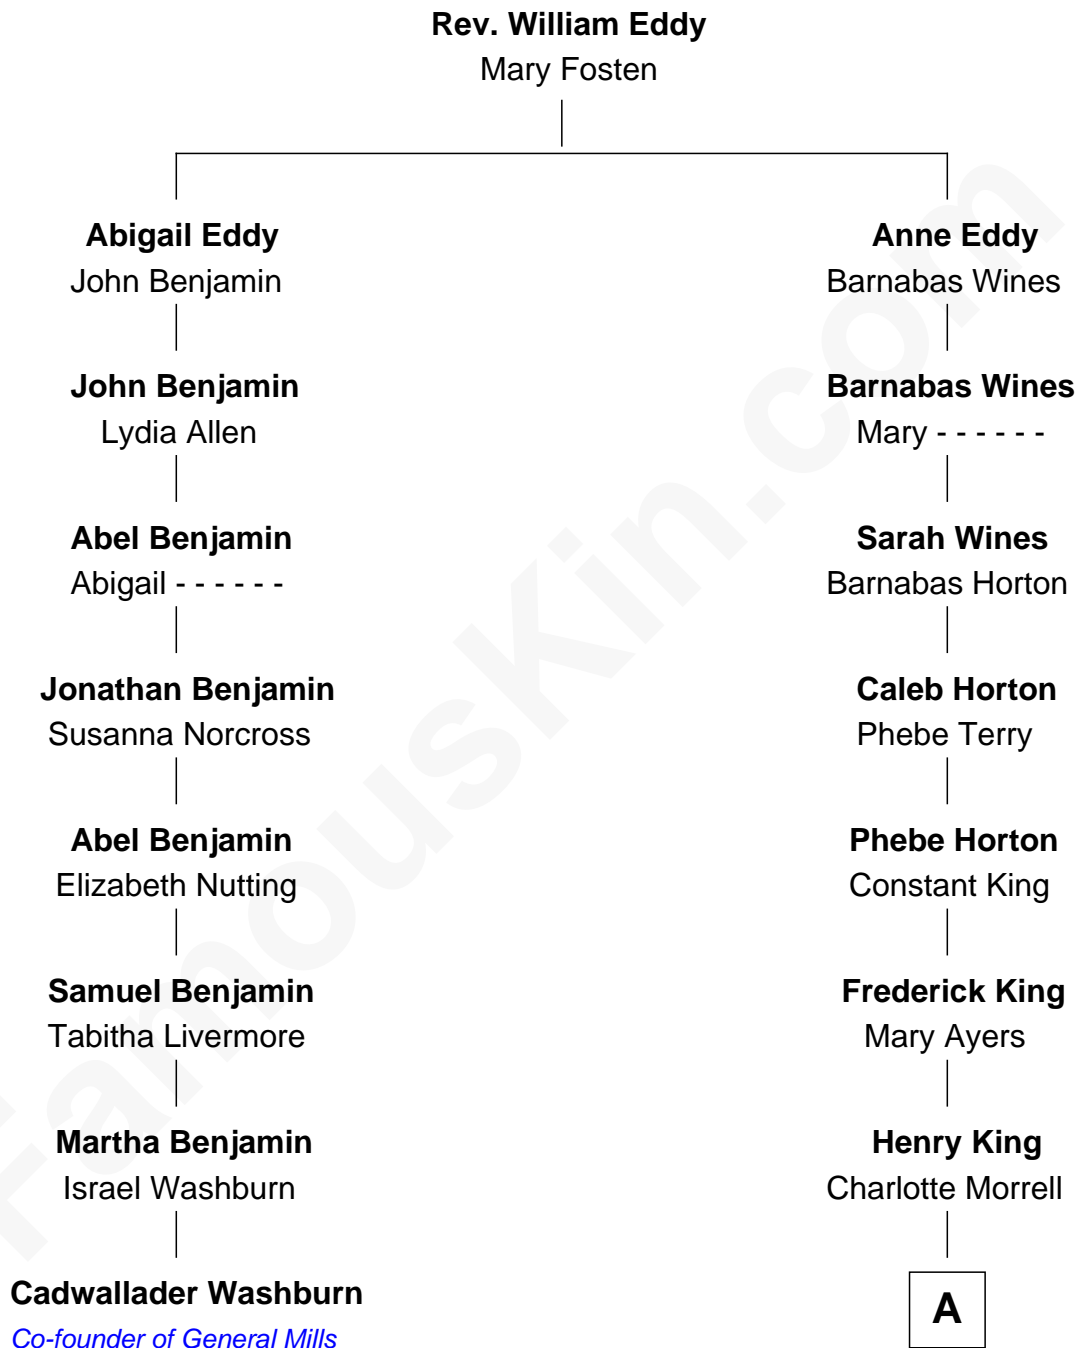 Rev. William Eddy
Mary Fosten
Abigail Eddy
John Benjamin
Anne Eddy
Barnabas Wines
John Benjamin
Lydia Allen
Barnabas Wines
Mary - - - - - -
Abel Benjamin
Abigail - - - - - -
Sarah Wines
Barnabas Horton
Jonathan Benjamin
Susanna Norcross
Caleb Horton
Phebe Terry
Abel Benjamin
Elizabeth Nutting
Phebe Horton
Constant King
Samuel Benjamin
Tabitha Livermore
Frederick King
Mary Ayers
Martha Benjamin
Israel Washburn
Henry King
Charlotte Morrell
Cadwallader Washburn
Co-founder of General Mills
A
FamousKin.com